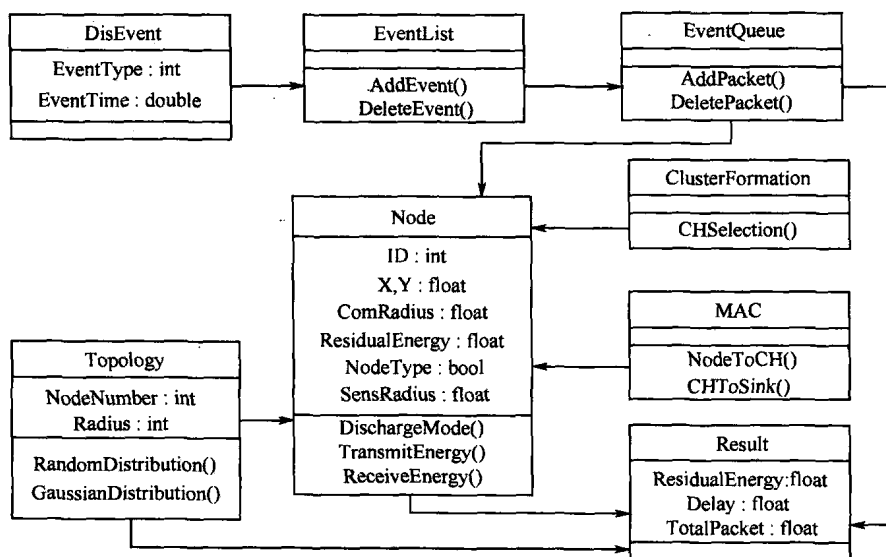 DisEvent
EventType : int
EventTime : double
EventList
AddEvent()
DeleteEvent()
EventQueue
AddPacket()
DeletePacket()
ClusterFormation
CHSelection()
Node
ID : int
X,Y : float
ComRadius : float
ResidualEnergy : float
NodeType : bool
SensRadius : float
DischargeMode()
TransmitEnergy()
ReceiveEnergy()
MAC
NodeToCH()
CHToSink()
Topology
NodeNumber : int
Radius : int
RandomDistribution()
GaussianDistribution()
Result
ResidualEnergy:float
Delay : float
TotalPacket : float